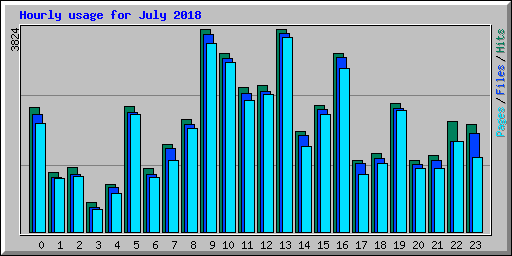 Hourly usage for July 2018
3824
Pages/Files/Hits
0 1 2 3 4 5 6 7 8 9 10 11 12 13 14 15 16 17 18 19 20 21 22 23